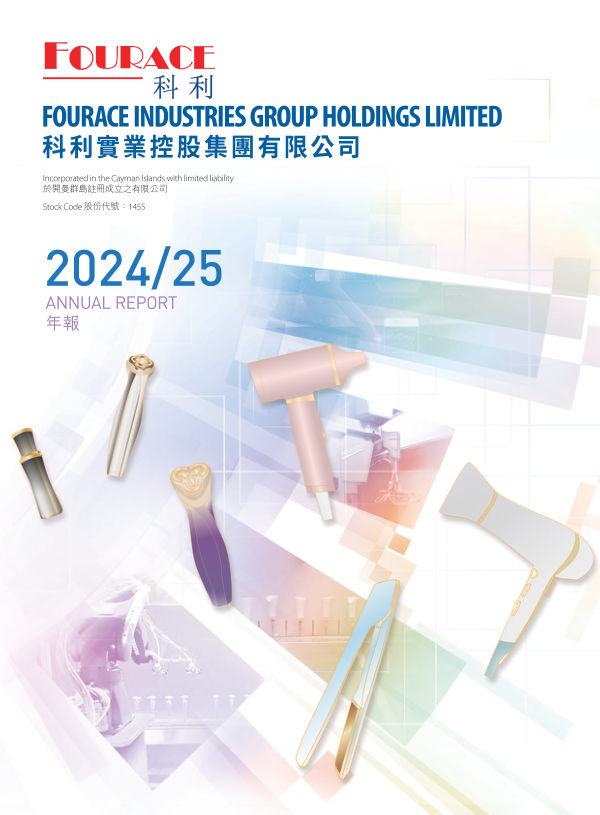 FOURACE
科利
FOURACE INDUSTRIES GROUP HOLDINGS LIMITED
科利實業控股集團有限公司
Incorporated in the Cayman Islands with limited liability
於開曼群島註冊成立之有限公司
Stock Code 股份代號：1455
2024/25
ANNUAL REPORT
年報